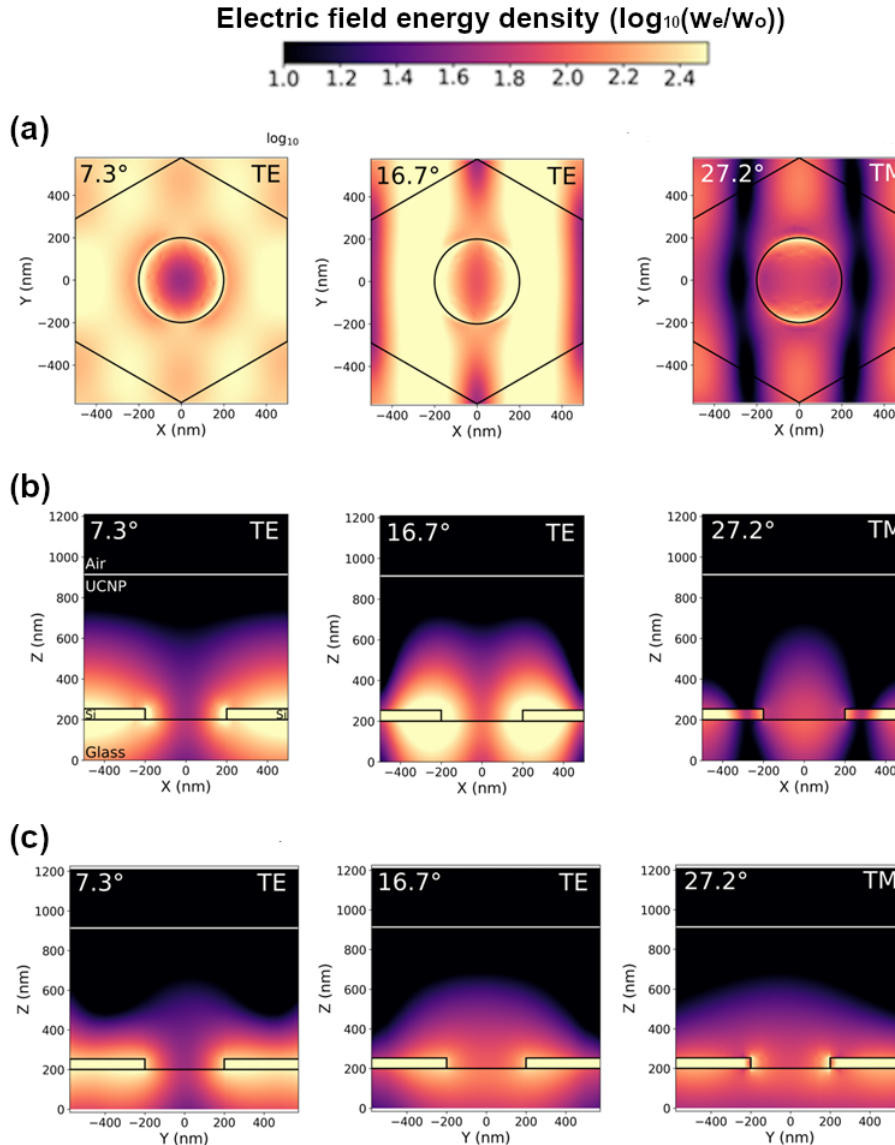 Electric field energy density (log₁₀(wₑ/wₒ))
1.0 1.2 1.4 1.6 1.8 2.0 2.2 2.4
(a)
log₁₀
7.3° TE 16.7° TE 27.2° TM
400 400 400
200 200 200
0 0 0
−200 −200 −200
−400 −400 −400
Y (nm) Y (nm) Y (nm)
−400 −200 0 200 400 −400 −200 0 200 400 −400 −200 0 200 400
X (nm) X (nm) X (nm)
(b)
7.3° TE 16.7° TE 27.2° TM
1200 1200 1200
1000 1000 1000
Air
UCNP
800 800 800
600 600 600
400 400 400
Si Si
200 200 200
Glass
0 0 0
Z (nm) Z (nm) Z (nm)
−400 −200 0 200 400 −400 −200 0 200 400 −400 −200 0 200 400
X (nm) X (nm) X (nm)
(c)
7.3° TE 16.7° TE 27.2° TM
1200 1200 1200
1000 1000 1000
800 800 800
600 600 600
400 400 400
200 200 200
0 0 0
Z (nm) Z (nm) Z (nm)
−400 −200 0 200 400 −400 −200 0 200 400 −400 −200 0 200 400
Y (nm) Y (nm) Y (nm)